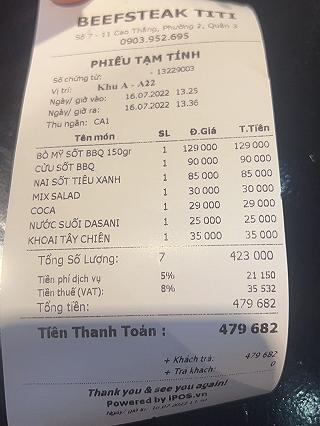 BEEFSTEAK TITI
Số 7 - 11 Cao Thắng, Phường 2, Quận 3
0903.952.695
PHIẾU TẠM TÍNH
Số chứng từ: - 13229003
Vị trí: Khu A - A22
Ngày/ giờ vào: 16.07.2022 13.25
Ngày/ giờ ra: 16.07.2022 13.36
Thu ngân: CA1
Tên món SL Đ.Giá T.Tiền
BÒ MỸ SỐT BBQ 150gr 1 129 000 129 000
CỪU SỐT BBQ 1 90 000 90 000
NAI SỐT TIÊU XANH 1 85 000 85 000
MIX SALAD 1 30 000 30 000
COCA 1 29 000 29 000
NƯỚC SUỐI DASANI 1 25 000 25 000
KHOAI TÂY CHIÊN 1 35 000 35 000
Tổng Số Lượng: 7 423 000
Tiền phí dịch vụ 5% 21 150
Tiền thuế (VAT): 8% 35 532
Tổng tiền: 479 682
Tiền Thanh Toán : 479 682
+ Khách trả: 479 682
+ Trả khách: 0
Thank you & see you again!
Powered by iPOS.vn